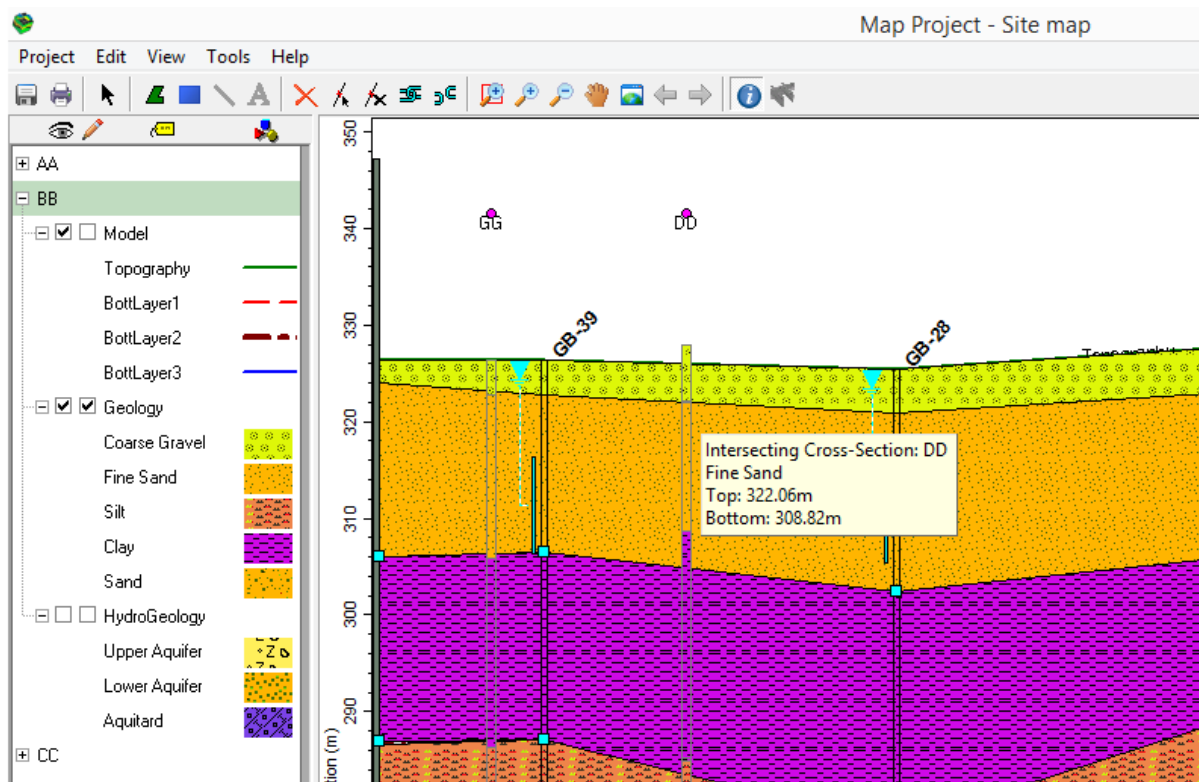 Map Project - Site map
Project Edit View Tools Help
AA
BB
Model
Topography
BottLayer1
BottLayer2
BottLayer3
Geology
Coarse Gravel
Fine Sand
Silt
Clay
Sand
HydroGeology
Upper Aquifer
Lower Aquifer
Aquitard
CC
350
340
330
320
310
300
290
GG
DD
GB-39
GB-28
Intersecting Cross-Section: DD
Fine Sand
Top: 322.06m
Bottom: 308.82m
(m)